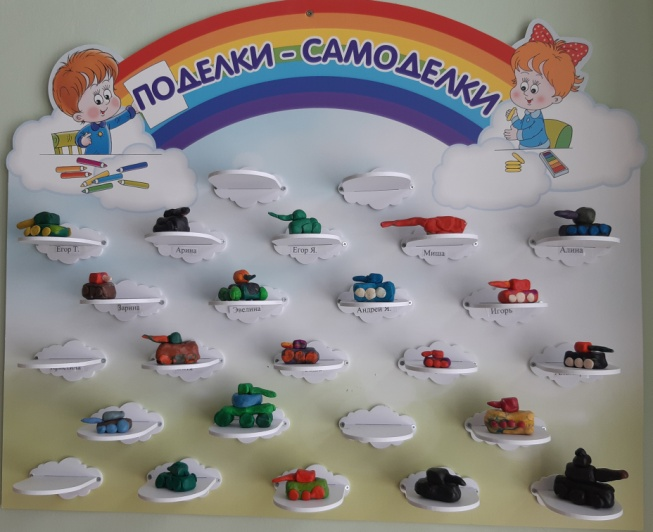 ПОДЕЛКИ - САМОДЕЛКИ
Егор Т.
Арина
Егор Я.
Миша
Алина
Зарина
Эвелина
Андрей Я.
Игорь